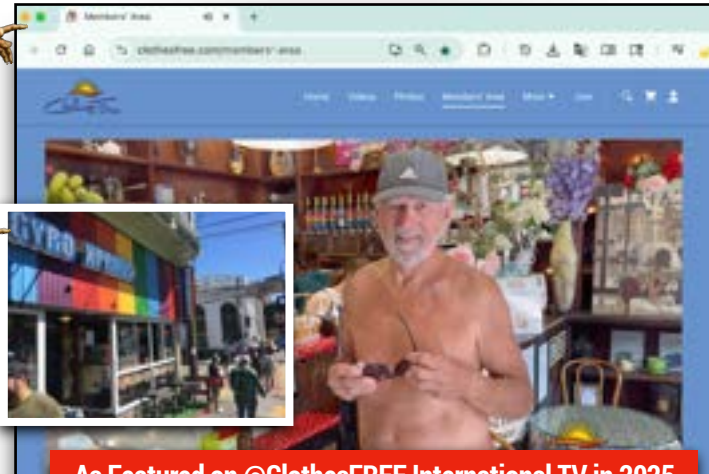 Members' Area
clothesfree.com/members'-area
Home Videos Photos Members' Area More Join
GYRO XPRESS
As Featured on @ClothesFREE International TV in 2025